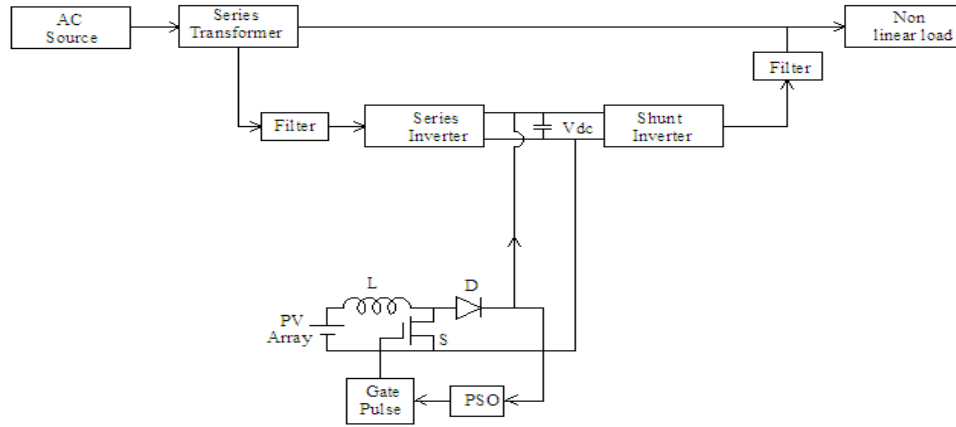 AC
Source
Series
Transformer
Non
linear load
Filter
Filter
Series
Inverter
Vdc
Shunt
Inverter
L
D
PV
Array
S
Gate
Pulse
PSO